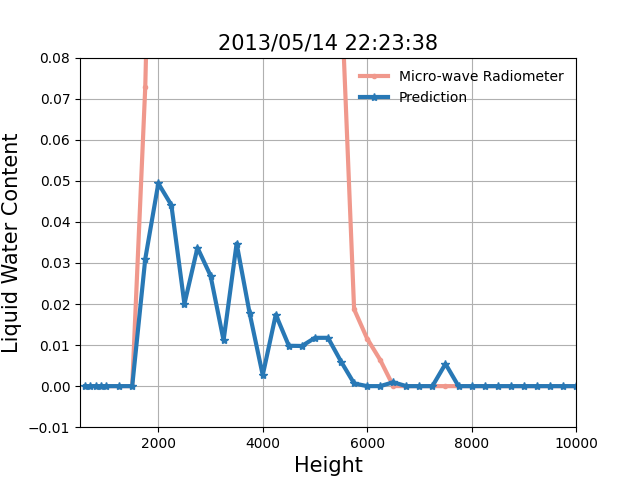 2013/05/14 22:23:38
Micro-wave Radiometer
Prediction
Liquid Water Content
0.08
0.07
0.06
0.05
0.04
0.03
0.02
0.01
0.00
−0.01
2000 4000 6000 8000 10000
Height